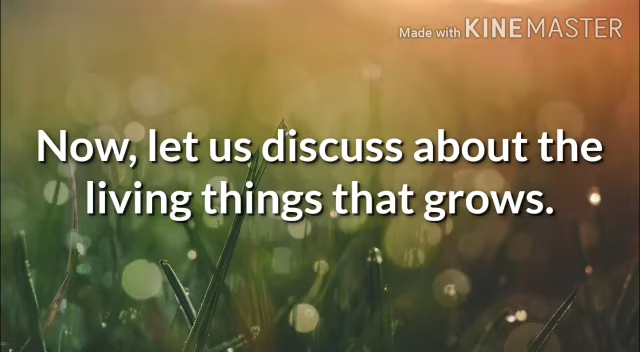 Made with KINEMASTER
Now, let us discuss about the
living things that grows.